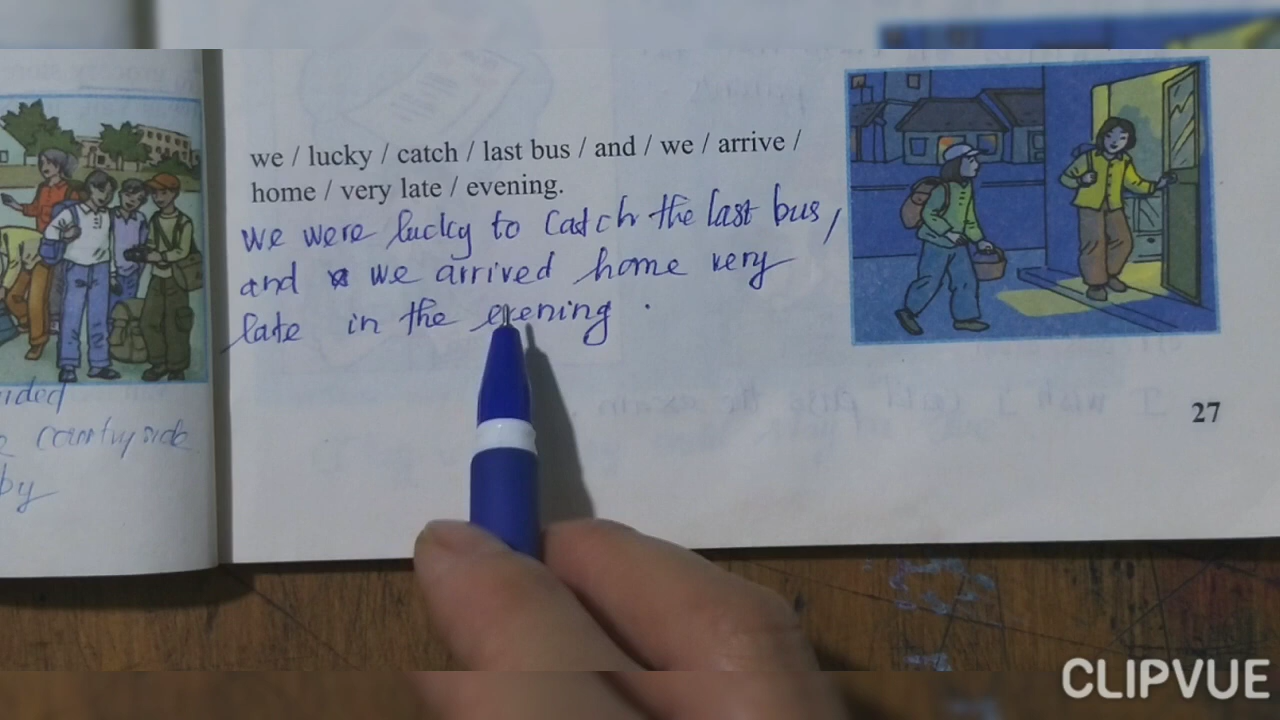 we / lucky / catch / last bus / and / we / arrive /
home / very late / evening.
we were lucky to catch the last bus,
and we arrived home very
late in the evening.
ided
countryside
by
27
CLIPVUE